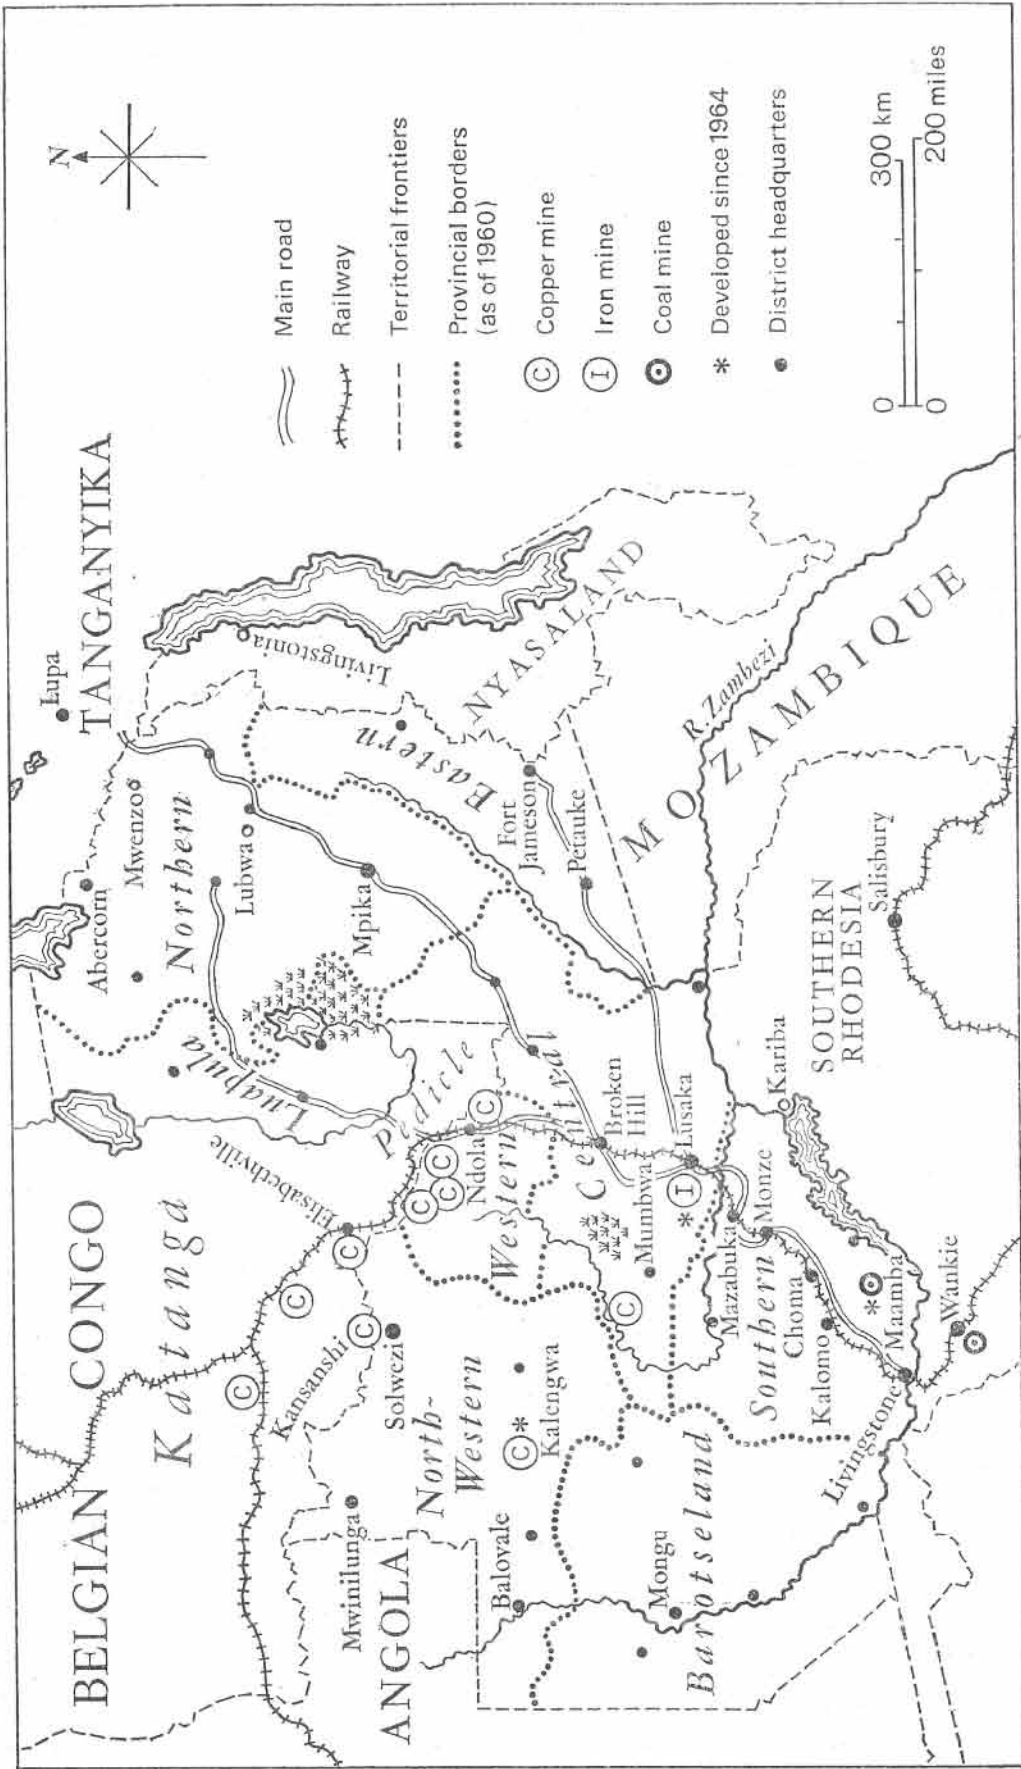 BELGIAN CONGO
Katanga
TANGANYIKA
Lupa
N
Abercorn
Mwenzo
Northern
Lubwa
Livingstonia
Luapula
Elisabethville
Kansanshi
Mwinilunga
ANGOLA
Solwezi
North-
Western
Kalengwa
Balovale
Pedicle
Ndola
Western
Mpika
Eastern
Fort
Jameson
Petauke
NYASALAND
Central
Broken
Hill
Mumbwa
Lusaka
Mongu
Barotseland
Mazabuka
Monze
Southern
Choma
Kalomo
Maamba
Livingstone
Wankie
Kariba
SOUTHERN
RHODESIA
Salisbury
MOZAMBIQUE
R. Zambezi
C
C
C
C
C
C
C
C
C
C *
C
* I
*
Main road
Railway
Territorial frontiers
Provincial borders
(as of 1960)
C Copper mine
I Iron mine
Coal mine
* Developed since 1964
District headquarters
0 300 km
0 200 miles